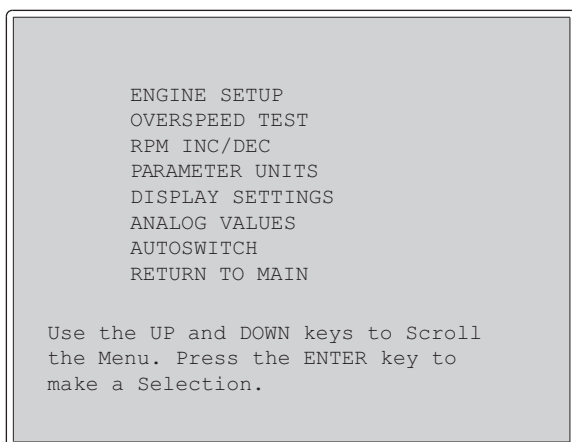 ENGINE SETUP
OVERSPEED TEST
RPM INC/DEC
PARAMETER UNITS
DISPLAY SETTINGS
ANALOG VALUES
AUTOSWITCH
RETURN TO MAIN
Use the UP and DOWN keys to Scroll
the Menu. Press the ENTER key to
make a Selection.